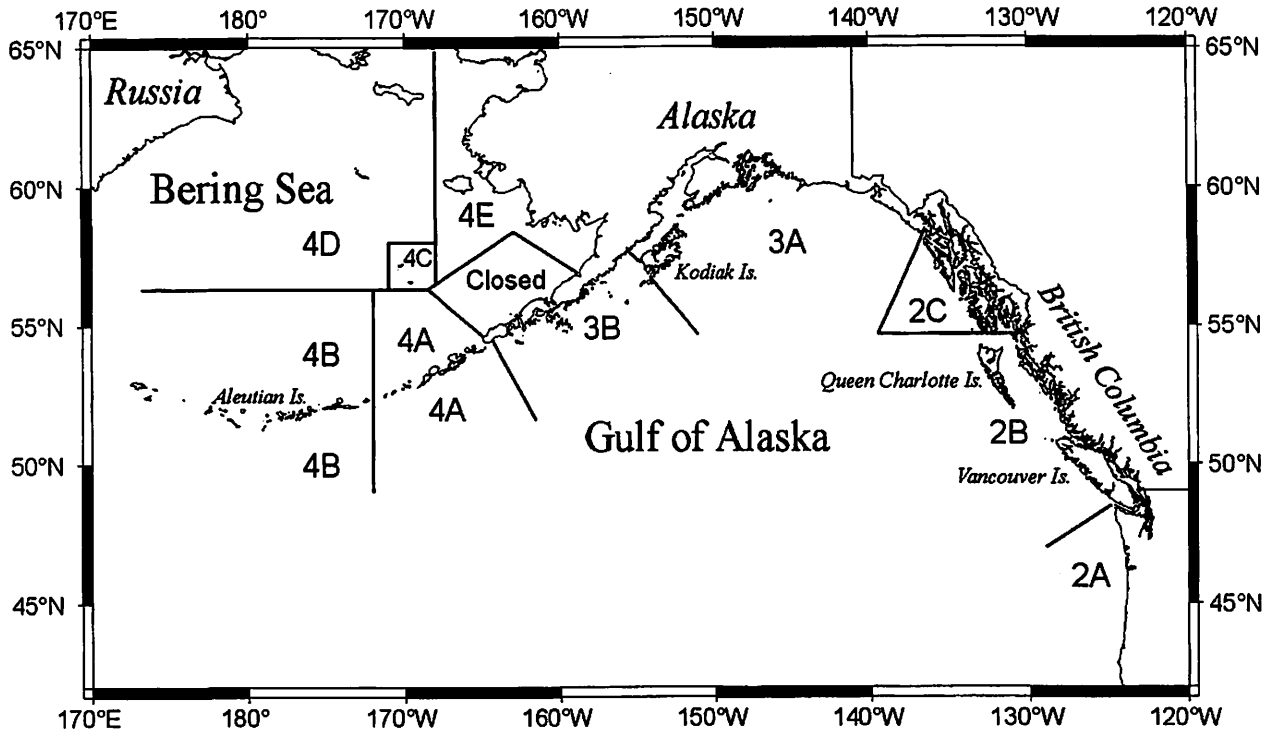 170°E 180° 170°W 160°W 150°W 140°W 130°W 120°W
65°N 65°N
Russia
Alaska
60°N 60°N
Bering Sea
4E
4D
4C
3A
Closed
Kodiak Is.
2C
British Columbia
55°N 55°N
3B
4A
4B
Queen Charlotte Is.
Aleutian Is.
4A
2B
Gulf of Alaska
50°N 50°N
4B
Vancouver Is.
2A
45°N 45°N
170°E 180° 170°W 160°W 150°W 140°W 130°W 120°W